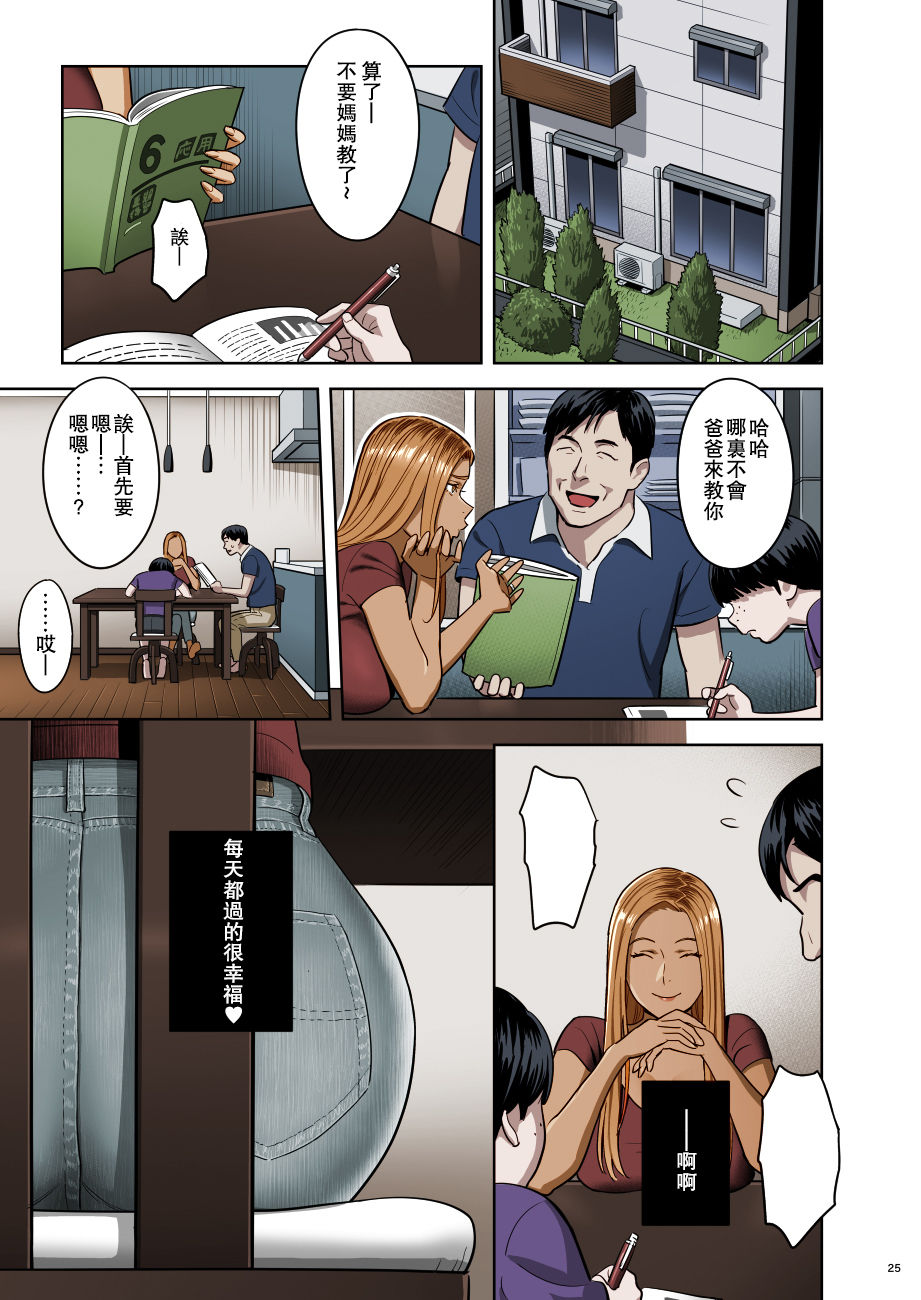 算了—
不要媽媽教了~
6
応用
誒—
哈哈
哪裏不會
爸爸來教你
誒—首先要
嗯—…
嗯嗯……?
……哎—
—啊啊
每天都過的很幸福♥
25